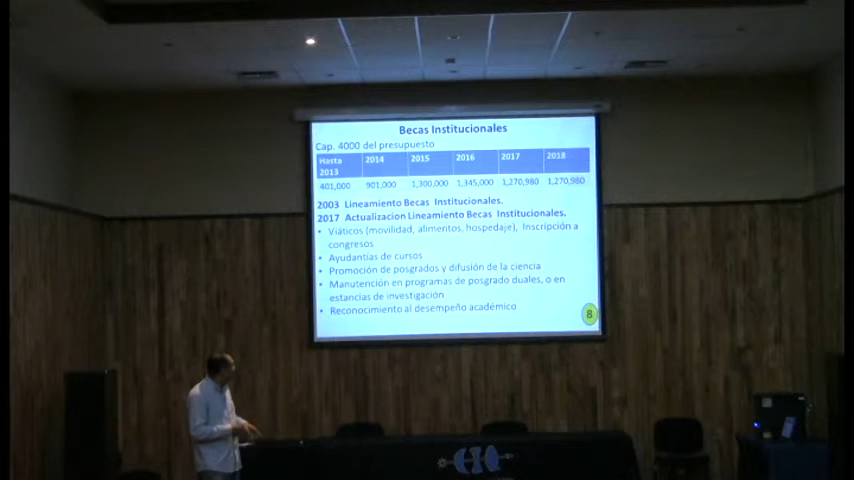 Becas Institucionales
Cap. 4000 del presupuesto
Hasta 2013 2014 2015 2016 2017 2018
401,000 901,000 1,300,000 1,345,000 1,270,980 1,270,980
2003 Lineamiento Becas Institucionales.
2017 Actualizacion Lineamiento Becas Institucionales.
• Viáticos (movilidad, alimentos, hospedaje), Inscripción a
congresos
• Ayudantías de cursos
• Promoción de posgrados y difusión de la ciencia
• Manutención en programas de posgrado duales, o en
estancias de investigación
• Reconocimiento al desempeño académico
8
CIO